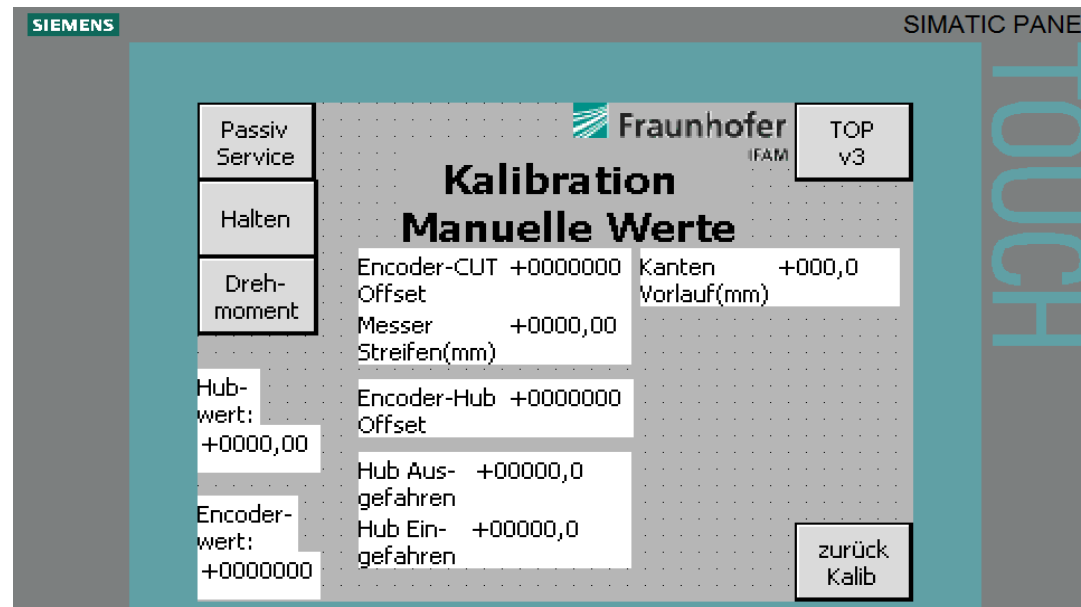 SIEMENS
SIMATIC PANE
TOUCH
Passiv
Service
Fraunhofer
IFAM
TOP
v3
Kalibration
Manuelle Werte
Halten
Dreh-
moment
Encoder-CUT +0000000
Offset
Messer +0000,00
Streifen(mm)
Kanten +000,0
Vorlauf(mm)
Hub-
wert:
+0000,00
Encoder-Hub +0000000
Offset
Hub Aus- +00000,0
gefahren
Hub Ein- +00000,0
gefahren
Encoder-
wert:
+0000000
zurück
Kalib